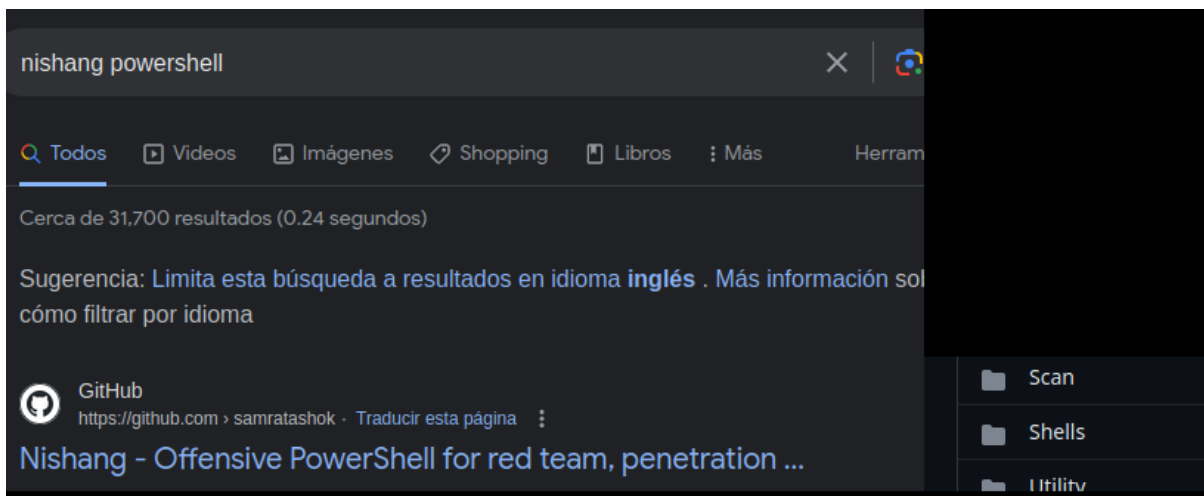 nishang powershell
Todos Videos Imágenes Shopping Libros Más Herram
Cerca de 31,700 resultados (0.24 segundos)
Sugerencia: Limita esta búsqueda a resultados en idioma inglés . Más información sol
cómo filtrar por idioma
GitHub
https://github.com › samratashok · Traducir esta página
Nishang - Offensive PowerShell for red team, penetration ...
Scan
Shells
Utility